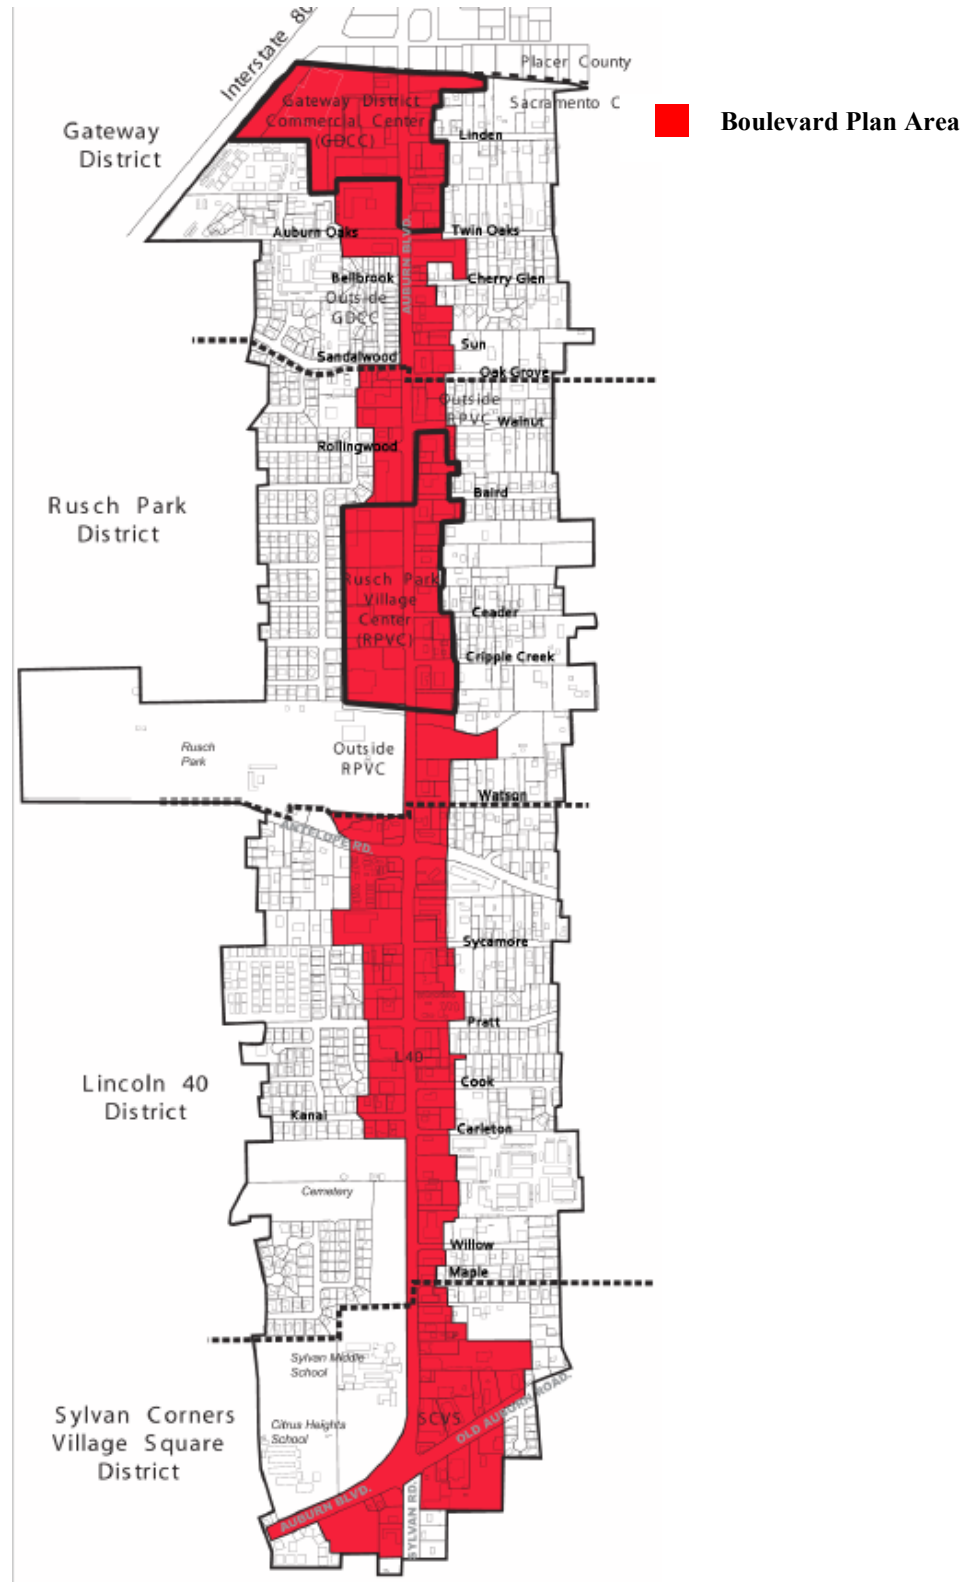 Interstate 80
Placer County
Sacramento C
Boulevard Plan Area
Gateway
District
Gateway District
Commercial Center
(GDCC)
Linden
Auburn Oaks
Twin Oaks
AUBURN BLVD.
Bellbrook
Cherry Glen
Outside
GDCC
Sun
Sandalwood
Oak Grove
Outside
RPVC
Walnut
Rollingwood
Baird
Rusch Park
District
Rusch Park
Village
Center
(RPVC)
Ceader
Cripple Creek
Rusch
Park
Outside
RPVC
Watson
ANTELOPE RD.
Sycamore
Pratt
L40
Lincoln 40
District
Cook
Kanai
Carleton
Cemetery
Willow
Maple
Sylvan Middle
School
Sylvan Corners
Village Square
District
Citrus Heights
School
SCVS
OLD AUBURN ROAD.
AUBURN BLVD.
SYLVAN RD.